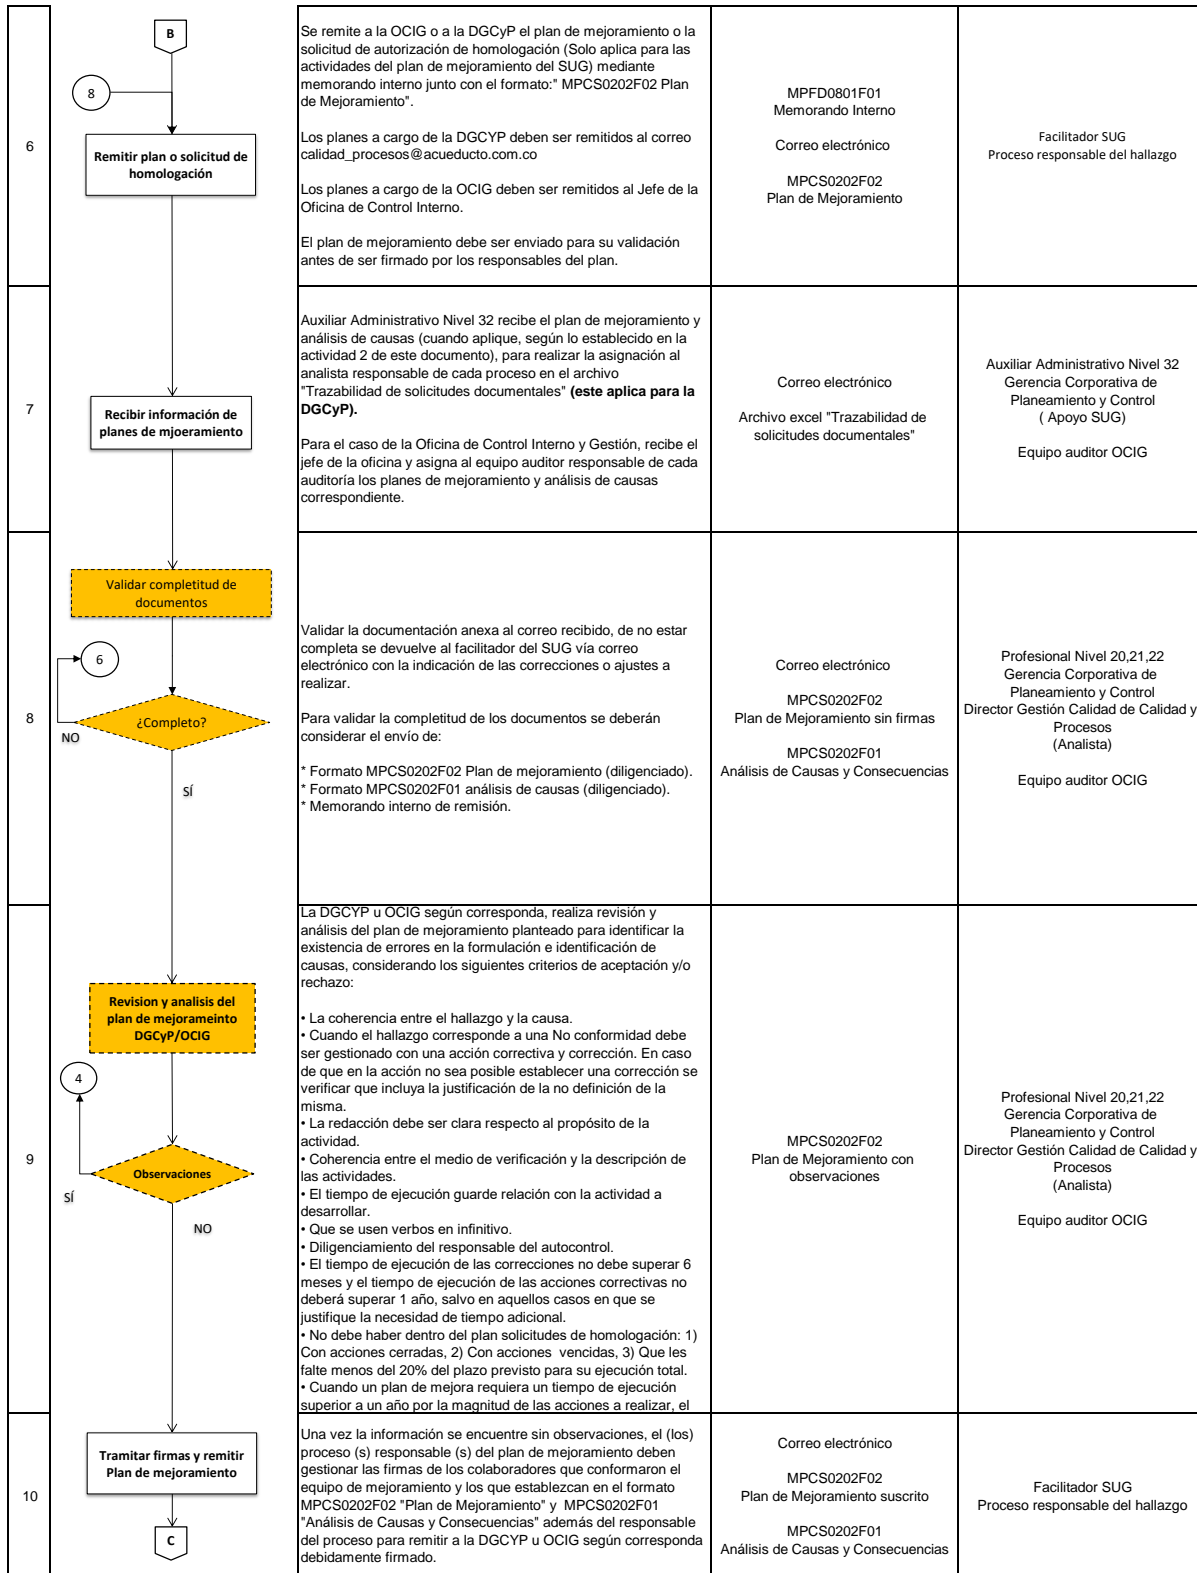 6
B
8
Remitir plan o solicitud de
homologación
Se remite a la OCIG o a la DGCyP el plan de mejoramiento o la
solicitud de autorización de homologación (Solo aplica para las
actividades del plan de mejoramiento del SUG) mediante
memorando interno junto con el formato:" MPCS0202F02 Plan
de Mejoramiento".
Los planes a cargo de la DGCYP deben ser remitidos al correo
calidad_procesos@acueducto.com.co
Los planes a cargo de la OCIG deben ser remitidos al Jefe de la
Oficina de Control Interno.
El plan de mejoramiento debe ser enviado para su validación
antes de ser firmado por los responsables del plan.
MPFD0801F01
Memorando Interno
Correo electrónico
MPCS0202F02
Plan de Mejoramiento
Facilitador SUG
Proceso responsable del hallazgo
7
Recibir información de
planes de mjoeramiento
Auxiliar Administrativo Nivel 32 recibe el plan de mejoramiento y
análisis de causas (cuando aplique, según lo establecido en la
actividad 2 de este documento), para realizar la asignación al
analista responsable de cada proceso en el archivo
"Trazabilidad de solicitudes documentales" (este aplica para la
DGCyP).
Para el caso de la Oficina de Control Interno y Gestión, recibe el
jefe de la oficina y asigna al equipo auditor responsable de cada
auditoría los planes de mejoramiento y análisis de causas
correspondiente.
Correo electrónico
Archivo excel "Trazabilidad de
solicitudes documentales"
Auxiliar Administrativo Nivel 32
Gerencia Corporativa de
Planeamiento y Control
( Apoyo SUG)
Equipo auditor OCIG
8
Validar completitud de
documentos
6
¿Completo?
NO
SÍ
Validar la documentación anexa al correo recibido, de no estar
completa se devuelve al facilitador del SUG vía correo
electrónico con la indicación de las correcciones o ajustes a
realizar.
Para validar la completitud de los documentos se deberán
considerar el envío de:
* Formato MPCS0202F02 Plan de mejoramiento (diligenciado).
* Formato MPCS0202F01 análisis de causas (diligenciado).
* Memorando interno de remisión.
Correo electrónico
MPCS0202F02
Plan de Mejoramiento sin firmas
MPCS0202F01
Análisis de Causas y Consecuencias
Profesional Nivel 20,21,22
Gerencia Corporativa de
Planeamiento y Control
Director Gestión Calidad de Calidad y
Procesos
(Analista)
Equipo auditor OCIG
9
Revision y analisis del
plan de mejorameinto
DGCyP/OCIG
4
Observaciones
SÍ
NO
La DGCYP u OCIG según corresponda, realiza revisión y
análisis del plan de mejoramiento planteado para identificar la
existencia de errores en la formulación e identificación de
causas, considerando los siguientes criterios de aceptación y/o
rechazo:
• La coherencia entre el hallazgo y la causa.
• Cuando el hallazgo corresponde a una No conformidad debe
ser gestionado con una acción correctiva y corrección. En caso
de que en la acción no sea posible establecer una corrección se
verificar que incluya la justificación de la no definición de la
misma.
• La redacción debe ser clara respecto al propósito de la
actividad.
• Coherencia entre el medio de verificación y la descripción de
las actividades.
• El tiempo de ejecución guarde relación con la actividad a
desarrollar.
• Que se usen verbos en infinitivo.
• Diligenciamiento del responsable del autocontrol.
• El tiempo de ejecución de las correcciones no debe superar 6
meses y el tiempo de ejecución de las acciones correctivas no
deberá superar 1 año, salvo en aquellos casos en que se
justifique la necesidad de tiempo adicional.
• No debe haber dentro del plan solicitudes de homologación: 1)
Con acciones cerradas, 2) Con acciones  vencidas, 3) Que les
falte menos del 20% del plazo previsto para su ejecución total.
• Cuando un plan de mejora requiera un tiempo de ejecución
superior a un año por la magnitud de las acciones a realizar, el
MPCS0202F02
Plan de Mejoramiento con
observaciones
Profesional Nivel 20,21,22
Gerencia Corporativa de
Planeamiento y Control
Director Gestión Calidad de Calidad y
Procesos
(Analista)
Equipo auditor OCIG
10
Tramitar firmas y remitir
Plan de mejoramiento
C
Una vez la información se encuentre sin observaciones, el (los)
proceso (s) responsable (s) del plan de mejoramiento deben
gestionar las firmas de los colaboradores que conformaron el
equipo de mejoramiento y los que establezcan en el formato
MPCS0202F02 "Plan de Mejoramiento" y  MPCS0202F01
"Análisis de Causas y Consecuencias" además del responsable
del proceso para remitir a la DGCYP u OCIG según corresponda
debidamente firmado.
Correo electrónico
MPCS0202F02
Plan de Mejoramiento suscrito
MPCS0202F01
Análisis de Causas y Consecuencias
Facilitador SUG
Proceso responsable del hallazgo